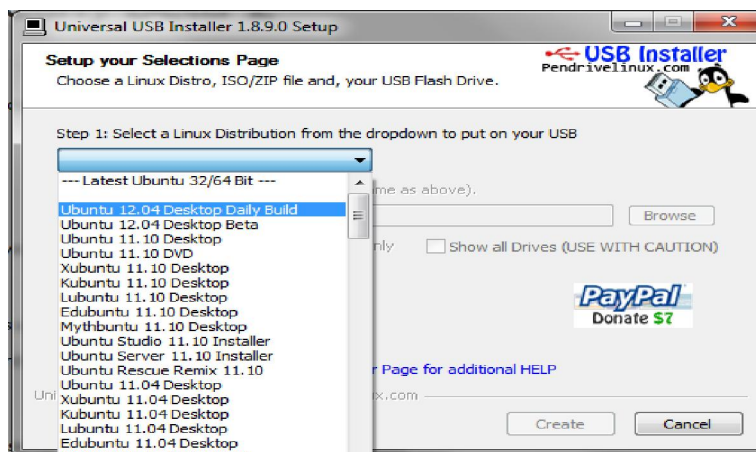 Universal USB Installer 1.8.9.0 Setup
Setup your Selections Page
Choose a Linux Distro, ISO/ZIP file and, your USB Flash Drive.
USB Installer
Pendrivelinux.com
Step 1: Select a Linux Distribution from the dropdown to put on your USB
--- Latest Ubuntu 32/64 Bit ---
Ubuntu 12.04 Desktop Daily Build
Ubuntu 12.04 Desktop Beta
Ubuntu 11.10 Desktop
Ubuntu 11.10 DVD
Xubuntu 11.10 Desktop
Kubuntu 11.10 Desktop
Lubuntu 11.10 Desktop
Edubuntu 11.10 Desktop
Mythbuntu 11.10 Desktop
Ubuntu Studio 11.10 Installer
Ubuntu Server 11.10 Installer
Ubuntu Rescue Remix 11.10
Ubuntu 11.04 Desktop
Xubuntu 11.04 Desktop
Kubuntu 11.04 Desktop
Lubuntu 11.04 Desktop
Edubuntu 11.04 Desktop
me as above).
Browse
nly
Show all Drives (USE WITH CAUTION)
PayPal
Donate $7
r Page for additional HELP
Uni
ix.com
Create
Cancel